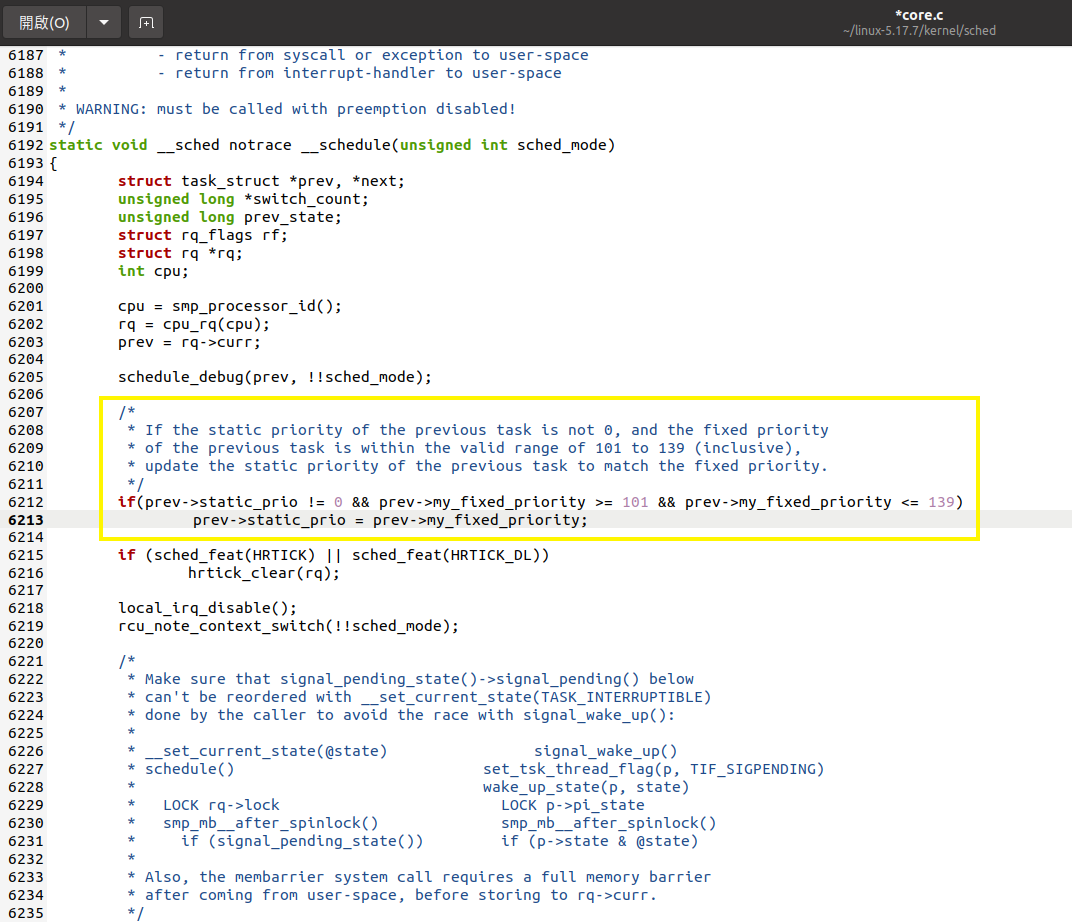 開啟(O)
*core.c
~/linux-5.17.7/kernel/sched
6187 *          - return from syscall or exception to user-space
6188 *          - return from interrupt-handler to user-space
6189 *
6190 * WARNING: must be called with preemption disabled!
6191 */
6192 static void __sched notrace __schedule(unsigned int sched_mode)
6193 {
6194         struct task_struct *prev, *next;
6195         unsigned long *switch_count;
6196         unsigned long prev_state;
6197         struct rq_flags rf;
6198         struct rq *rq;
6199         int cpu;
6200
6201         cpu = smp_processor_id();
6202         rq = cpu_rq(cpu);
6203         prev = rq->curr;
6204
6205         schedule_debug(prev, !!sched_mode);
6206
6207         /*
6208          * If the static priority of the previous task is not 0, and the fixed priority
6209          * of the previous task is within the valid range of 101 to 139 (inclusive),
6210          * update the static priority of the previous task to match the fixed priority.
6211          */
6212         if(prev->static_prio != 0 && prev->my_fixed_priority >= 101 && prev->my_fixed_priority <= 139)
6213                 prev->static_prio = prev->my_fixed_priority;
6214
6215         if (sched_feat(HRTICK) || sched_feat(HRTICK_DL))
6216                 hrtick_clear(rq);
6217
6218         local_irq_disable();
6219         rcu_note_context_switch(!!sched_mode);
6220
6221         /*
6222          * Make sure that signal_pending_state()->signal_pending() below
6223          * can't be reordered with __set_current_state(TASK_INTERRUPTIBLE)
6224          * done by the caller to avoid the race with signal_wake_up():
6225          *
6226          * __set_current_state(@state)                signal_wake_up()
6227          * schedule()                           set_tsk_thread_flag(p, TIF_SIGPENDING)
6228          *                                      wake_up_state(p, state)
6229          *   LOCK rq->lock                        LOCK p->pi_state
6230          *   smp_mb__after_spinlock()             smp_mb__after_spinlock()
6231          *     if (signal_pending_state())        if (p->state & @state)
6232          *
6233          * Also, the membarrier system call requires a full memory barrier
6234          * after coming from user-space, before storing to rq->curr.
6235          */